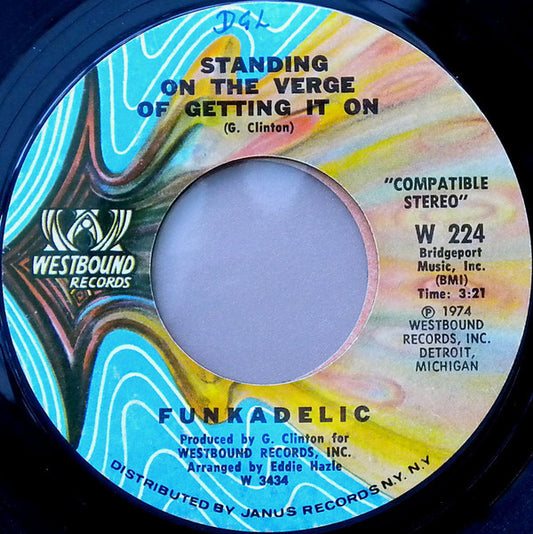 DGL
STANDING
ON THE VERGE
OF GETTING IT ON
(G. Clinton)
"COMPATIBLE
STEREO"
W 224
Bridgeport
Music, Inc.
(BMI)
Time: 3:21
℗ 1974
WESTBOUND
RECORDS, INC.
DETROIT,
MICHIGAN
WESTBOUND
RECORDS
FUNKADELIC
Produced by G. Clinton for
WESTBOUND RECORDS, INC.
Arranged by Eddie Hazle
W 3434
DISTRIBUTED BY JANUS RECORDS N.Y. N.Y